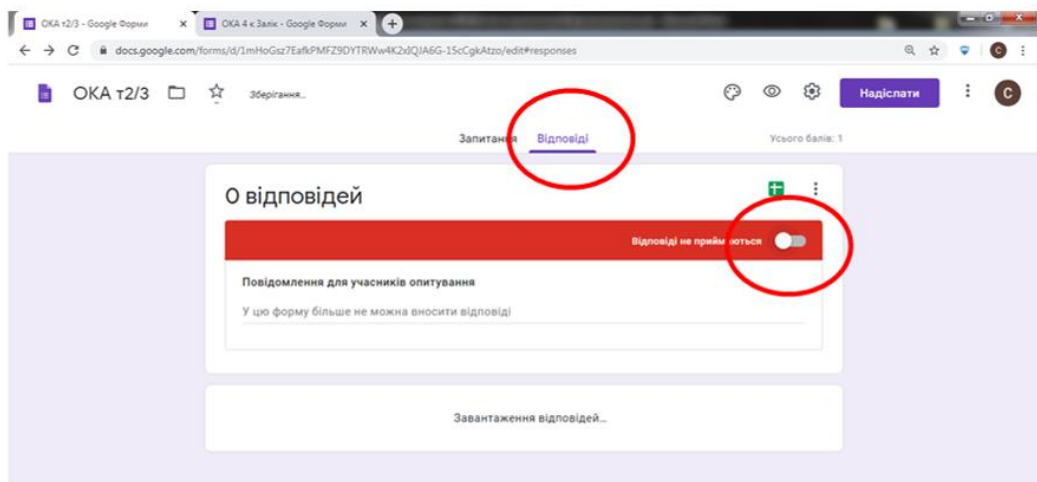 ОКА т2/3 - Google Форми
ОКА 4 к Залік - Google Форми
docs.google.com/forms/d/1mHoGsz7EafkPMFZ9DYTRWw4K2xlQJA6G-1ScCgkAtzo/edit#responses
ОКА т2/3
Зберігання...
Надіслати
С
Запитання
Відповіді
Усього балів: 1
0 відповідей
Відповіді не приймаються
Повідомлення для учасників опитування
У цю форму більше не можна вносити відповіді
Завантаження відповідей...